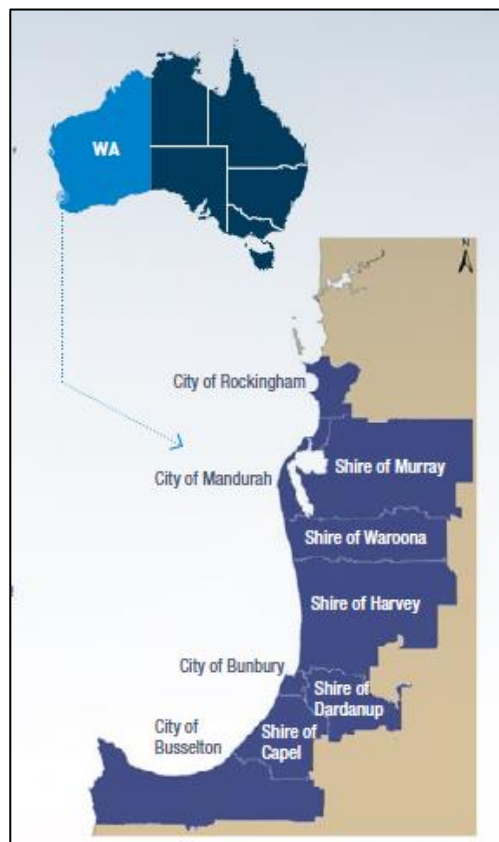 WA
N
City of Rockingham
Shire of Murray
City of Mandurah
Shire of Waroona
Shire of Harvey
City of Bunbury
Shire of
Dardanup
City of
Busselton
Shire of
Capel